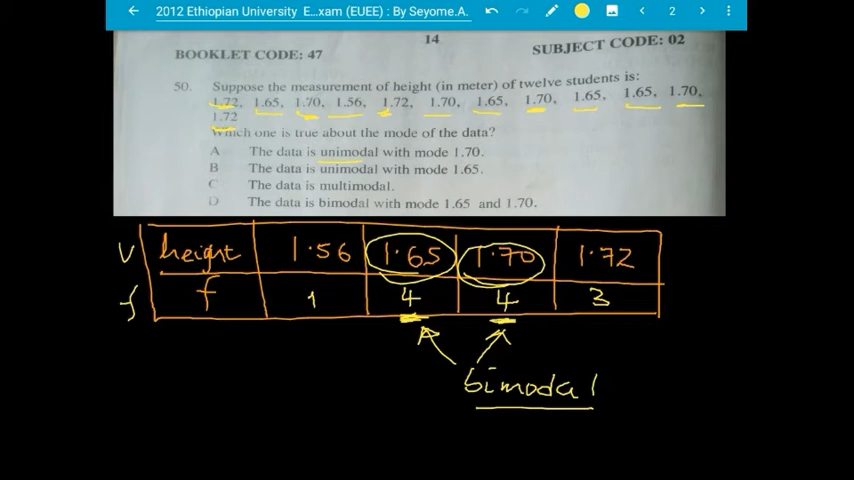 2012 Ethiopian University E...xam (EUEE) : By Seyome.A.
2
14
BOOKLET CODE: 47
SUBJECT CODE: 02
50. Suppose the measurement of height (in meter) of twelve students is:
1.72, 1.65, 1.70, 1.56, 1.72, 1.70, 1.65, 1.70, 1.65, 1.65, 1.70,
1.72
Which one is true about the mode of the data?
A The data is unimodal with mode 1.70.
B The data is unimodal with mode 1.65.
C The data is multimodal.
D The data is bimodal with mode 1.65 and 1.70.
V height 1.56 1.65 1.70 1.72
f f 1 4 4 3
bimodal